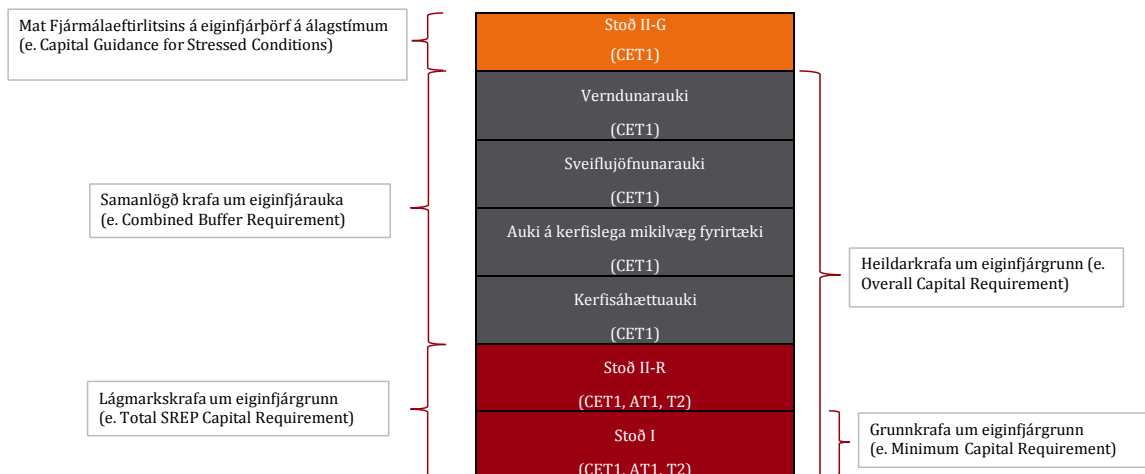 Mat Fjármálaeftirlitsins á eiginfjárþörf á álagstímum
(e. Capital Guidance for Stressed Conditions)
Samanlögð krafa um eiginfjárauka
(e. Combined Buffer Requirement)
Lágmarkskrafa um eiginfjárgrunn
(e. Total SREP Capital Requirement)
Stoð II-G
(CET1)
Verndunarauki
(CET1)
Sveiflujöfnunarauki
(CET1)
Auki á kerfislega mikilvæg fyrirtæki
(CET1)
Kerfisáhættuauki
(CET1)
Stoð II-R
(CET1, AT1, T2)
Stoð I
(CET1, AT1, T2)
Heildarkrafa um eiginfjárgrunn (e.
Overall Capital Requirement)
Grunnkrafa um eiginfjárgrunn
(e. Minimum Capital Requirement)